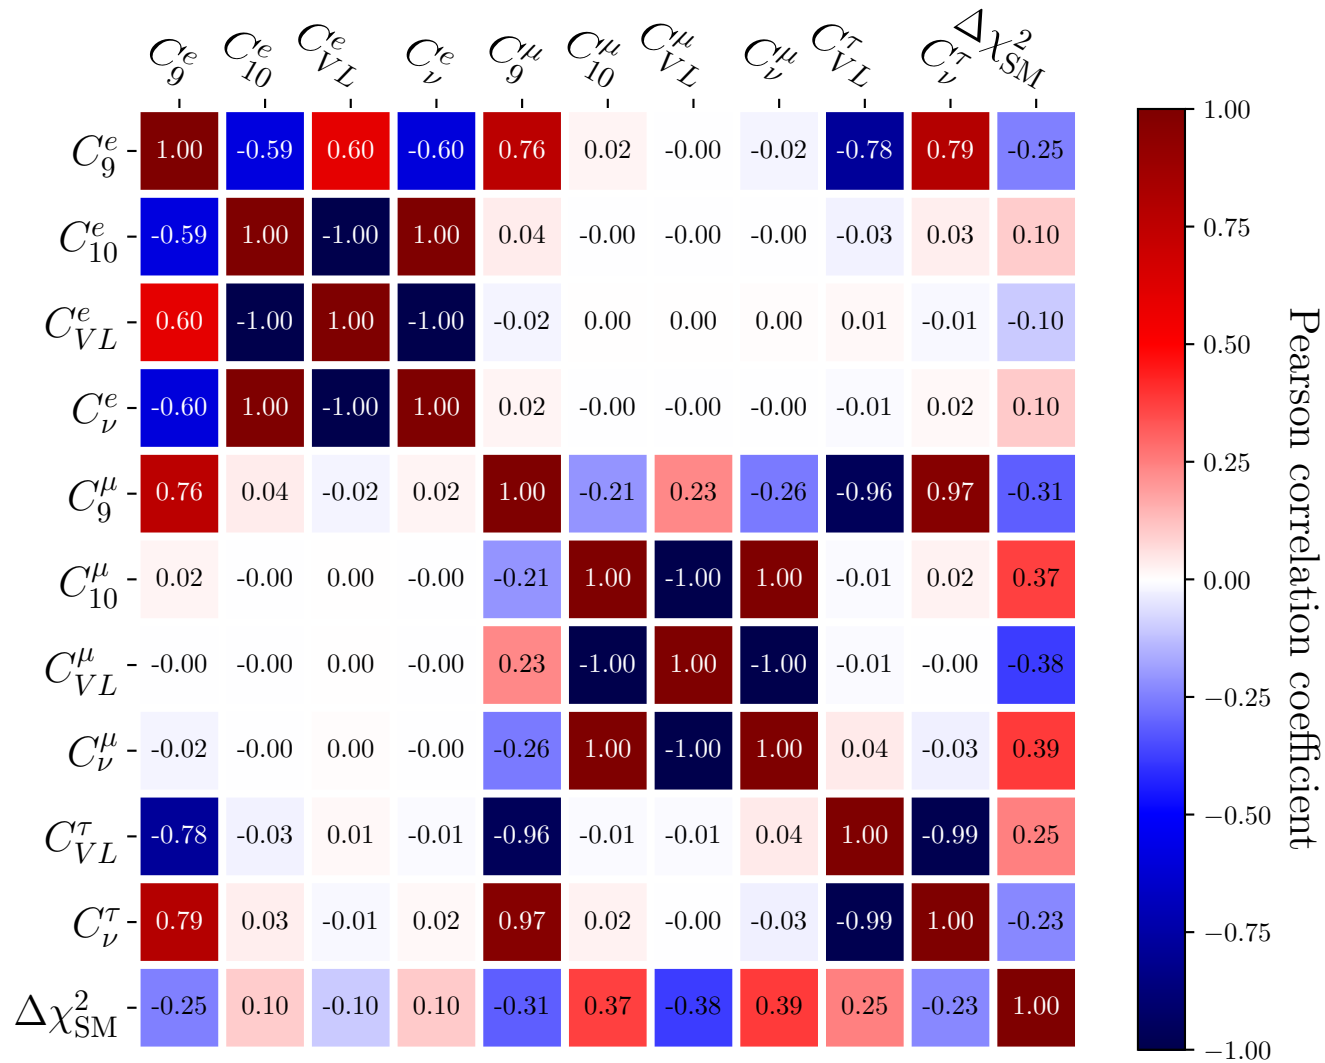 C_9^e C_10^e C_VL^e C_ν^e C_9^μ C_10^μ C_VL^μ C_ν^μ C_VL^τ C_ν^τ Δχ²_SM
C_9^e 1.00 -0.59 0.60 -0.60 0.76 0.02 -0.00 -0.02 -0.78 0.79 -0.25
C_10^e -0.59 1.00 -1.00 1.00 0.04 -0.00 -0.00 -0.00 -0.03 0.03 0.10
C_VL^e 0.60 -1.00 1.00 -1.00 -0.02 0.00 0.00 0.00 0.01 -0.01 -0.10
C_ν^e -0.60 1.00 -1.00 1.00 0.02 -0.00 -0.00 -0.00 -0.01 0.02 0.10
C_9^μ 0.76 0.04 -0.02 0.02 1.00 -0.21 0.23 -0.26 -0.96 0.97 -0.31
C_10^μ 0.02 -0.00 0.00 -0.00 -0.21 1.00 -1.00 1.00 -0.01 0.02 0.37
C_VL^μ -0.00 -0.00 0.00 -0.00 0.23 -1.00 1.00 -1.00 -0.01 -0.00 -0.38
C_ν^μ -0.02 -0.00 0.00 -0.00 -0.26 1.00 -1.00 1.00 0.04 -0.03 0.39
C_VL^τ -0.78 -0.03 0.01 -0.01 -0.96 -0.01 -0.01 0.04 1.00 -0.99 0.25
C_ν^τ 0.79 0.03 -0.01 0.02 0.97 0.02 -0.00 -0.03 -0.99 1.00 -0.23
Δχ²_SM -0.25 0.10 -0.10 0.10 -0.31 0.37 -0.38 0.39 0.25 -0.23 1.00
1.00
0.75
0.50
0.25
0.00
−0.25
−0.50
−0.75
−1.00
Pearson correlation coefficient